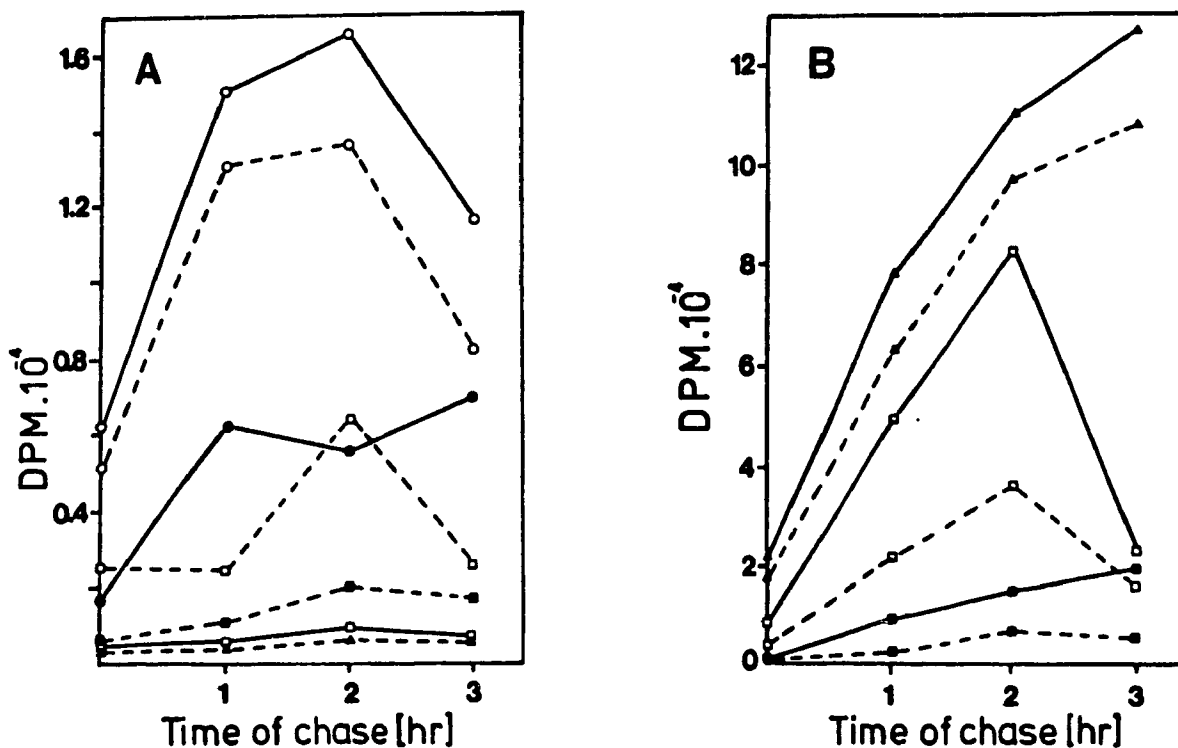 A
1.6
1.2
0.8
0.4
DPM.10⁻⁴
1 2 3
Time of chase [hr]
B
12
10
8
6
4
2
0
DPM.10⁻⁴
1 2 3
Time of chase [hr]